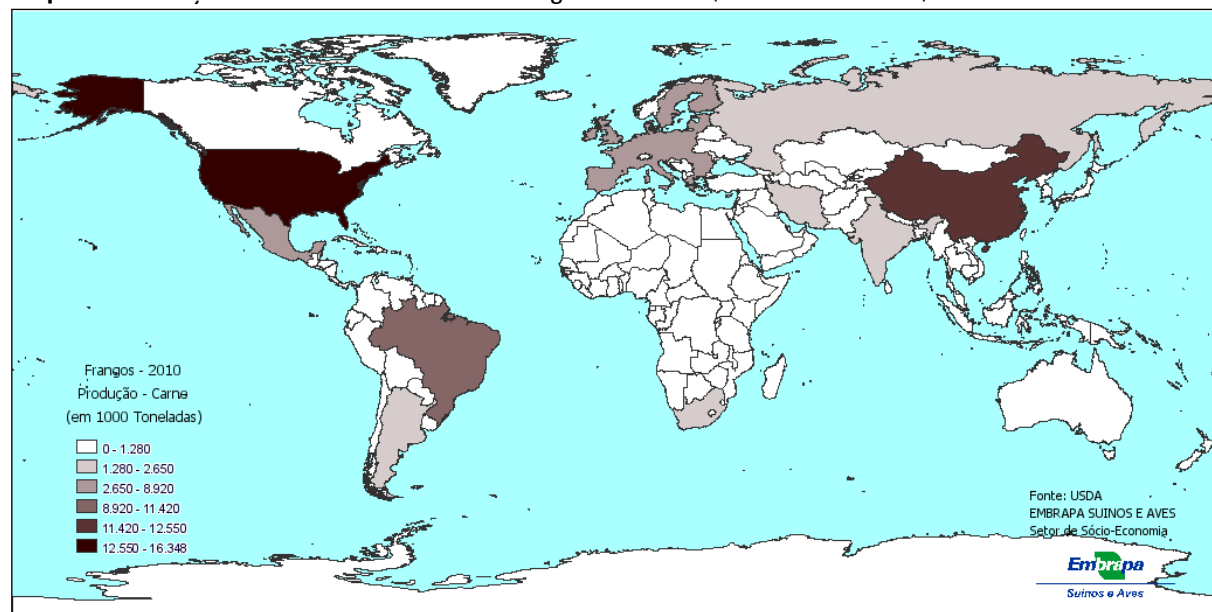 Frangos - 2010
Produção - Carne
(em 1000 Toneladas)
0 - 1.280
1.280 - 2.650
2.650 - 8.920
8.920 - 11.420
11.420 - 12.550
12.550 - 16.348
Fonte: USDA
EMBRAPA SUINOS E AVES
Setor de Sócio-Economia
Embrapa
Suínos e Aves